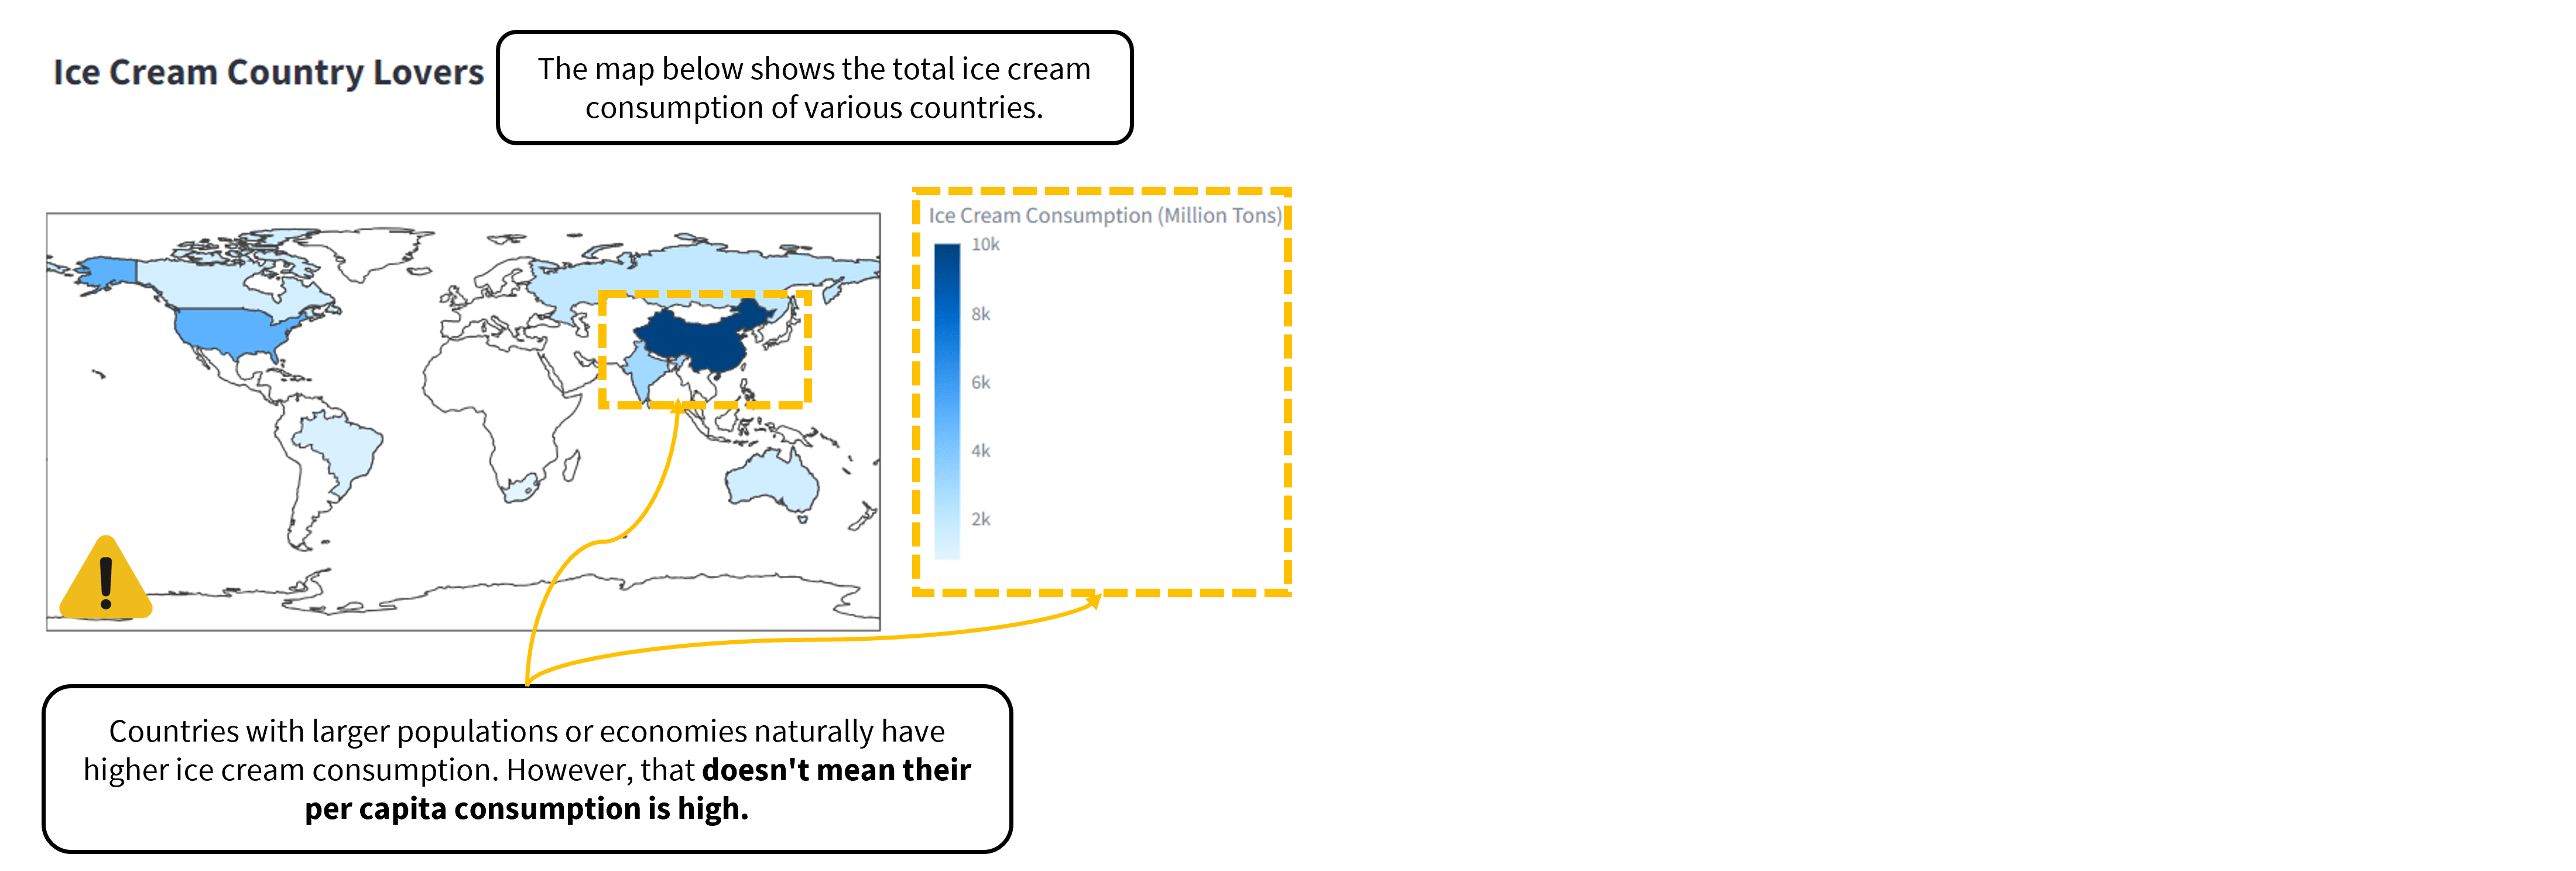 Ice Cream Country Lovers
The map below shows the total ice cream
consumption of various countries.
Ice Cream Consumption (Million Tons)
10k
8k
6k
4k
2k
Countries with larger populations or economies naturally have
higher ice cream consumption. However, that doesn't mean their
per capita consumption is high.